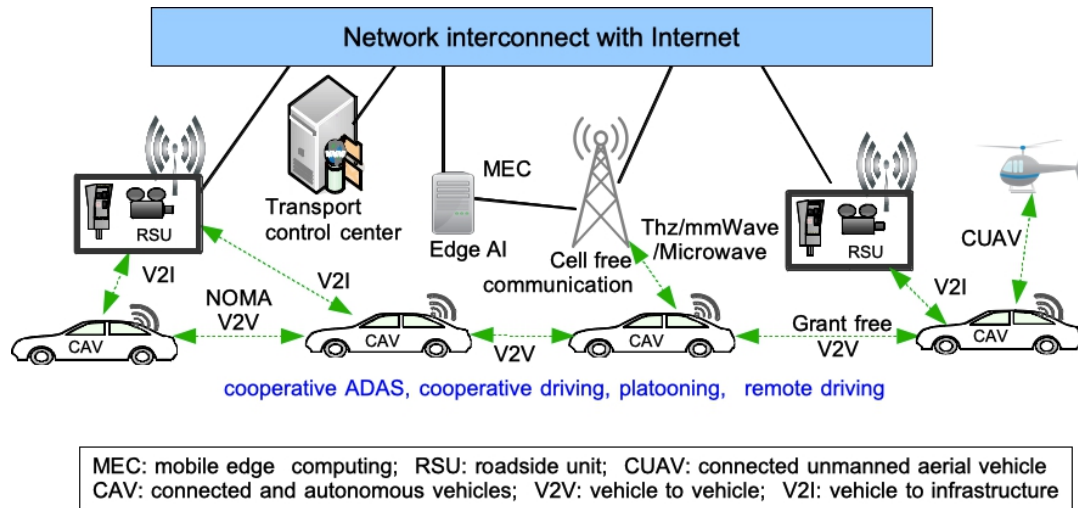 Network interconnect with Internet
MEC
RSU
Transport
control center
Edge AI
Cell free
communication
Thz/mmWave
/Microwave
RSU
CUAV
V2I
V2I
V2I
NOMA
V2V
V2V
Grant free
V2V
CAV
CAV
CAV
CAV
cooperative ADAS, cooperative driving, platooning, remote driving
MEC: mobile edge computing; RSU: roadside unit; CUAV: connected unmanned aerial vehicle
CAV: connected and autonomous vehicles; V2V: vehicle to vehicle; V2I: vehicle to infrastructure